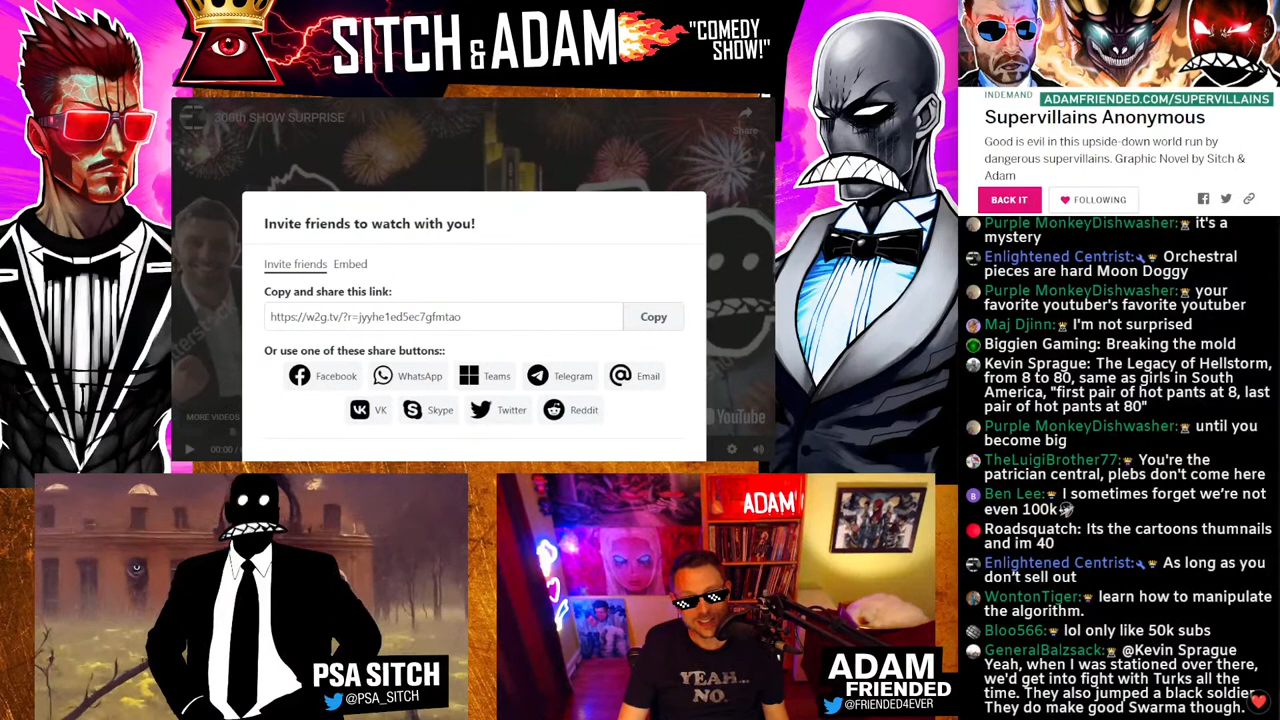 SITCH & ADAM
"COMEDY
SHOW!"
300th SHOW SURPRISE
Share
Invite friends to watch with you!
Invite friends Embed
Copy and share this link:
https://w2g.tv/?r=jyyhe1ed5ec7gfmtao
Copy
Or use one of these share buttons::
Facebook WhatsApp Teams Telegram Email
VK Skype Twitter Reddit
MORE VIDEOS
YouTube
00:00 /
PSA SITCH
@PSA_SITCH
ADAM
YEAH...
NO.
ADAM
FRIENDED
@FRIENDED4EVER
INDEMAND
ADAMFRIENDED.COM/SUPERVILLAINS
Supervillains Anonymous
Good is evil in this upside-down world run by
dangerous supervillains. Graphic Novel by Sitch &
Adam
BACK IT
FOLLOWING
Purple MonkeyDishwasher: it's a
mystery
Enlightened Centrist: Orchestral
pieces are hard Moon Doggy
Purple MonkeyDishwasher: your
favorite youtuber's favorite youtuber
Maj Djinn: I'm not surprised
Biggien Gaming: Breaking the mold
Kevin Sprague: The Legacy of Hellstorm,
from 8 to 80, same as girls in South
America, "first pair of hot pants at 8, last
pair of hot pants at 80"
Purple MonkeyDishwasher: until you
become big
TheLuigiBrother77: You're the
patrician central, plebs don't come here
B
Ben Lee: I sometimes forget we're not
even 100k
Roadsquatch: Its the cartoons thumnails
and im 40
Enlightened Centrist: As long as you
don't sell out
WontonTiger: learn how to manipulate
the algorithm.
Bloo566: lol only like 50k subs
GeneralBalzsack: @Kevin Sprague
Yeah, when I was stationed over there,
we'd get into fight with Turks all the
time. They also jumped a black soldier.
They do make good Swarma though.